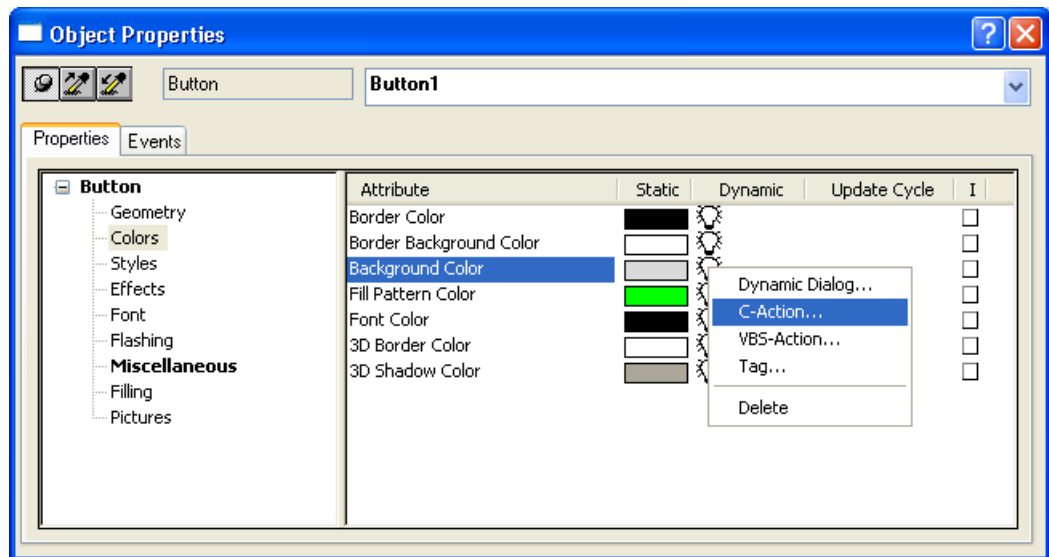 Object Properties
Button Button1
Properties Events
Button
Geometry
Colors
Styles
Effects
Font
Flashing
Miscellaneous
Filling
Pictures
Attribute Static Dynamic Update Cycle I
Border Color
Border Background Color
Background Color
Fill Pattern Color
Font Color
3D Border Color
3D Shadow Color
Dynamic Dialog...
C-Action...
VBS-Action...
Tag...
Delete